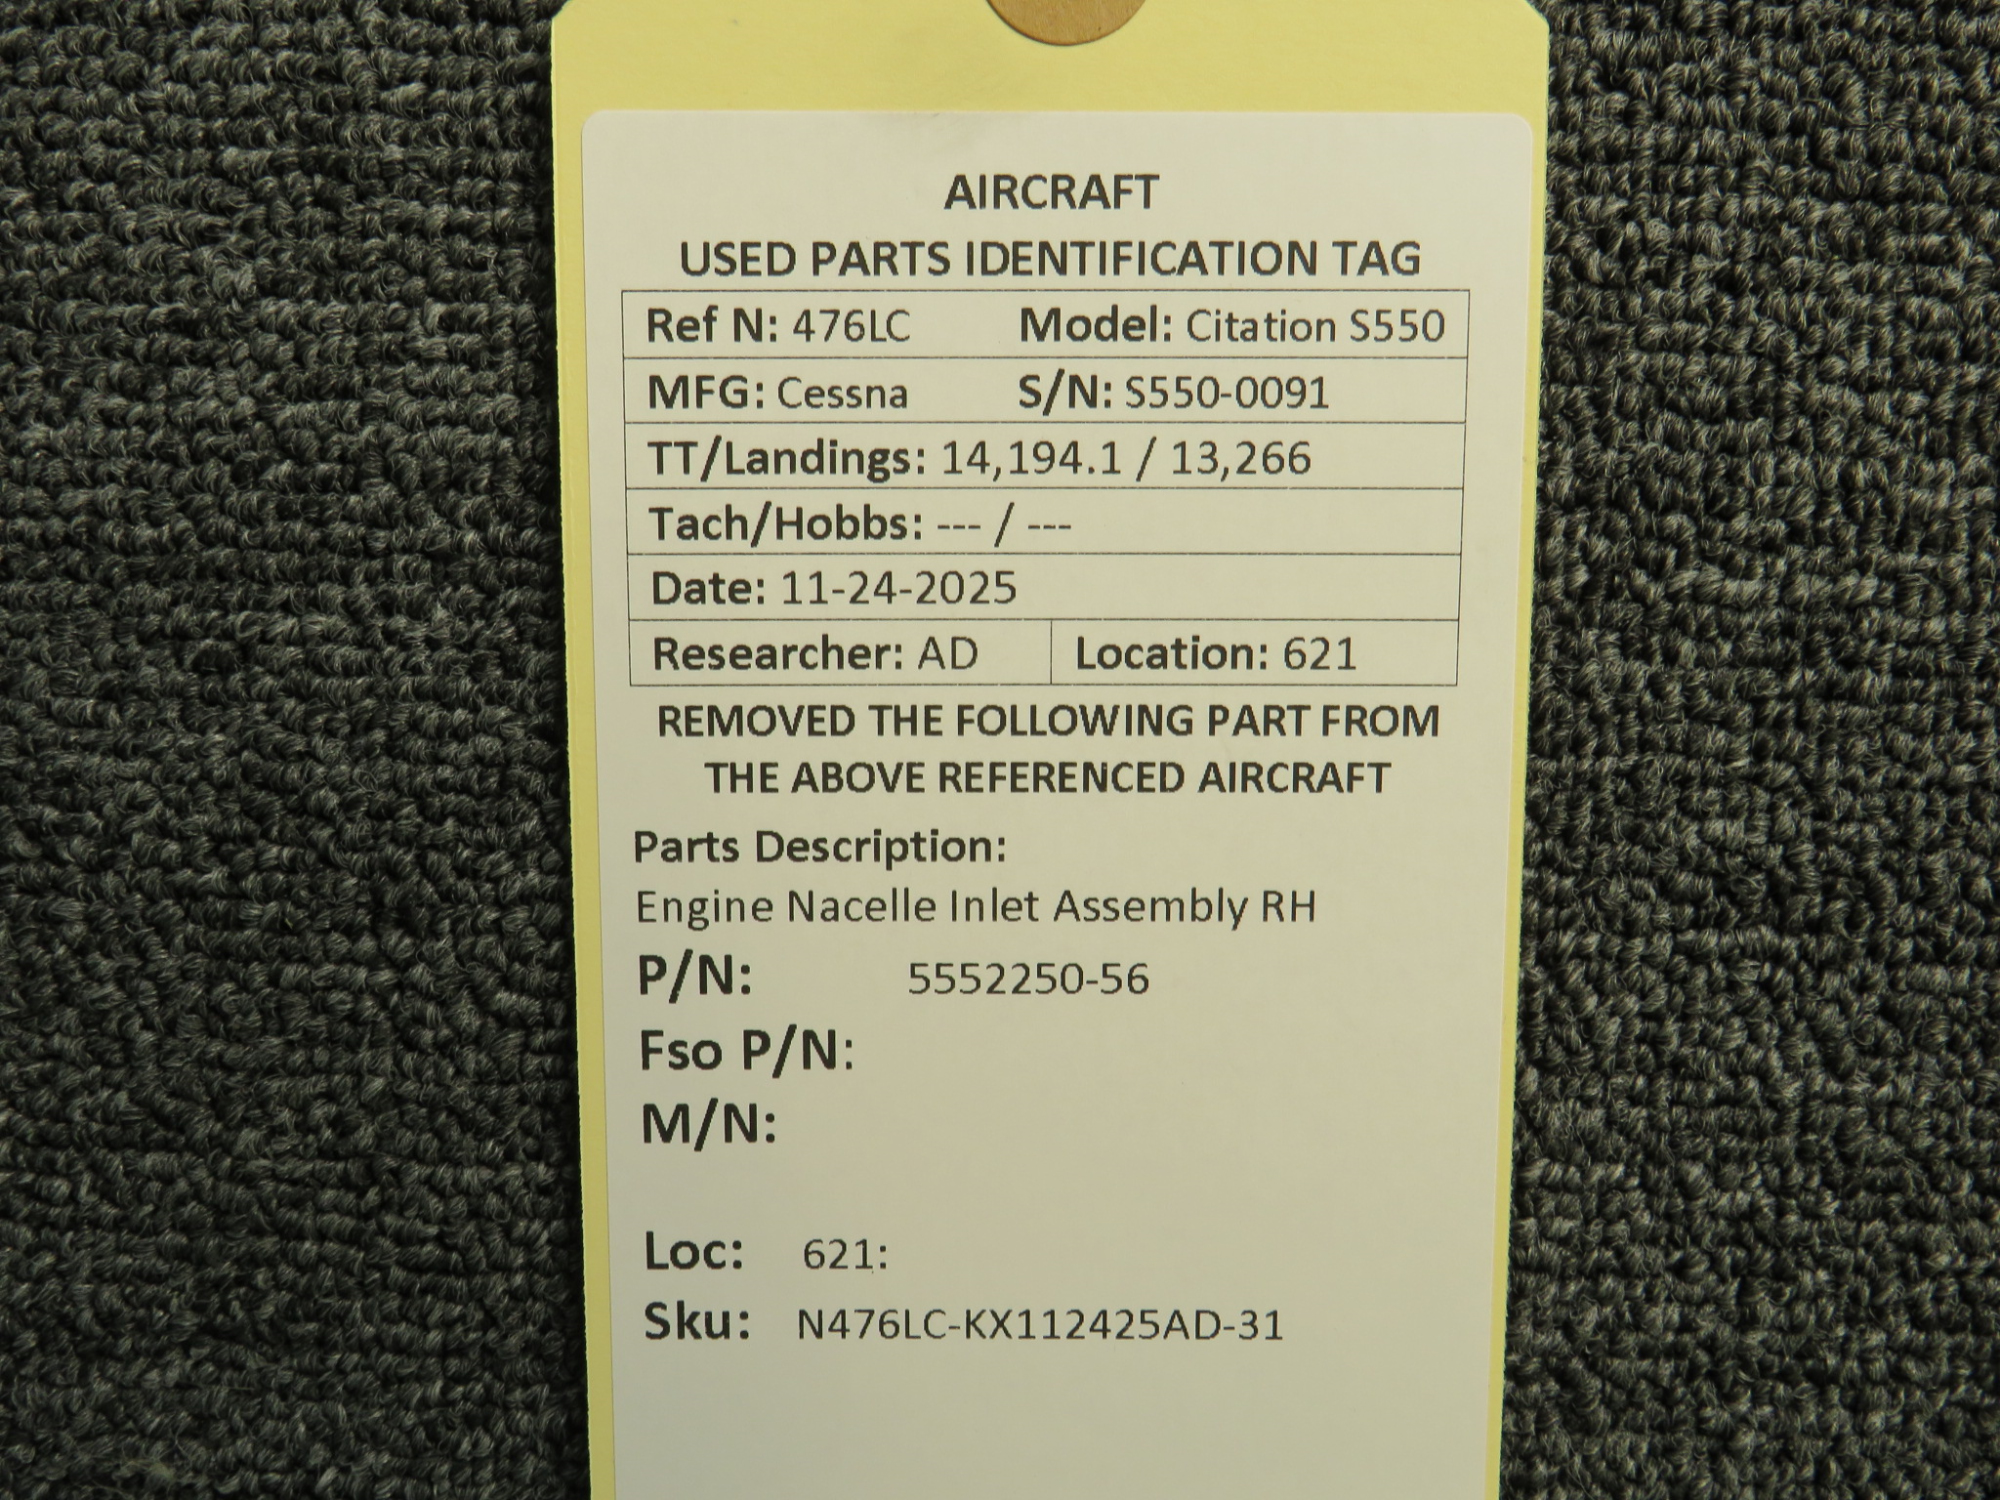 AIRCRAFT
USED PARTS IDENTIFICATION TAG
Ref N: 476LC Model: Citation S550
MFG: Cessna S/N: S550-0091
TT/Landings: 14,194.1 / 13,266
Tach/Hobbs: --- / ---
Date: 11-24-2025
Researcher: AD Location: 621
REMOVED THE FOLLOWING PART FROM
THE ABOVE REFERENCED AIRCRAFT
Parts Description:
Engine Nacelle Inlet Assembly RH
P/N: 5552250-56
Fso P/N:
M/N:
Loc: 621:
Sku: N476LC-KX112425AD-31